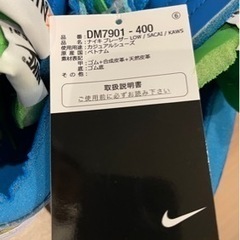 ⑥
品番: DM7901 - 400
品名: ナイキ ブレーザー LOW / SACAI / KAWS
使用用途: カジュアルシューズ
原産国: ベトナム
素材表記
甲: ゴム+合成皮革+天然皮革
底: ゴム底
その他:
取扱説明書
ご使用前に必ずお読み下さい